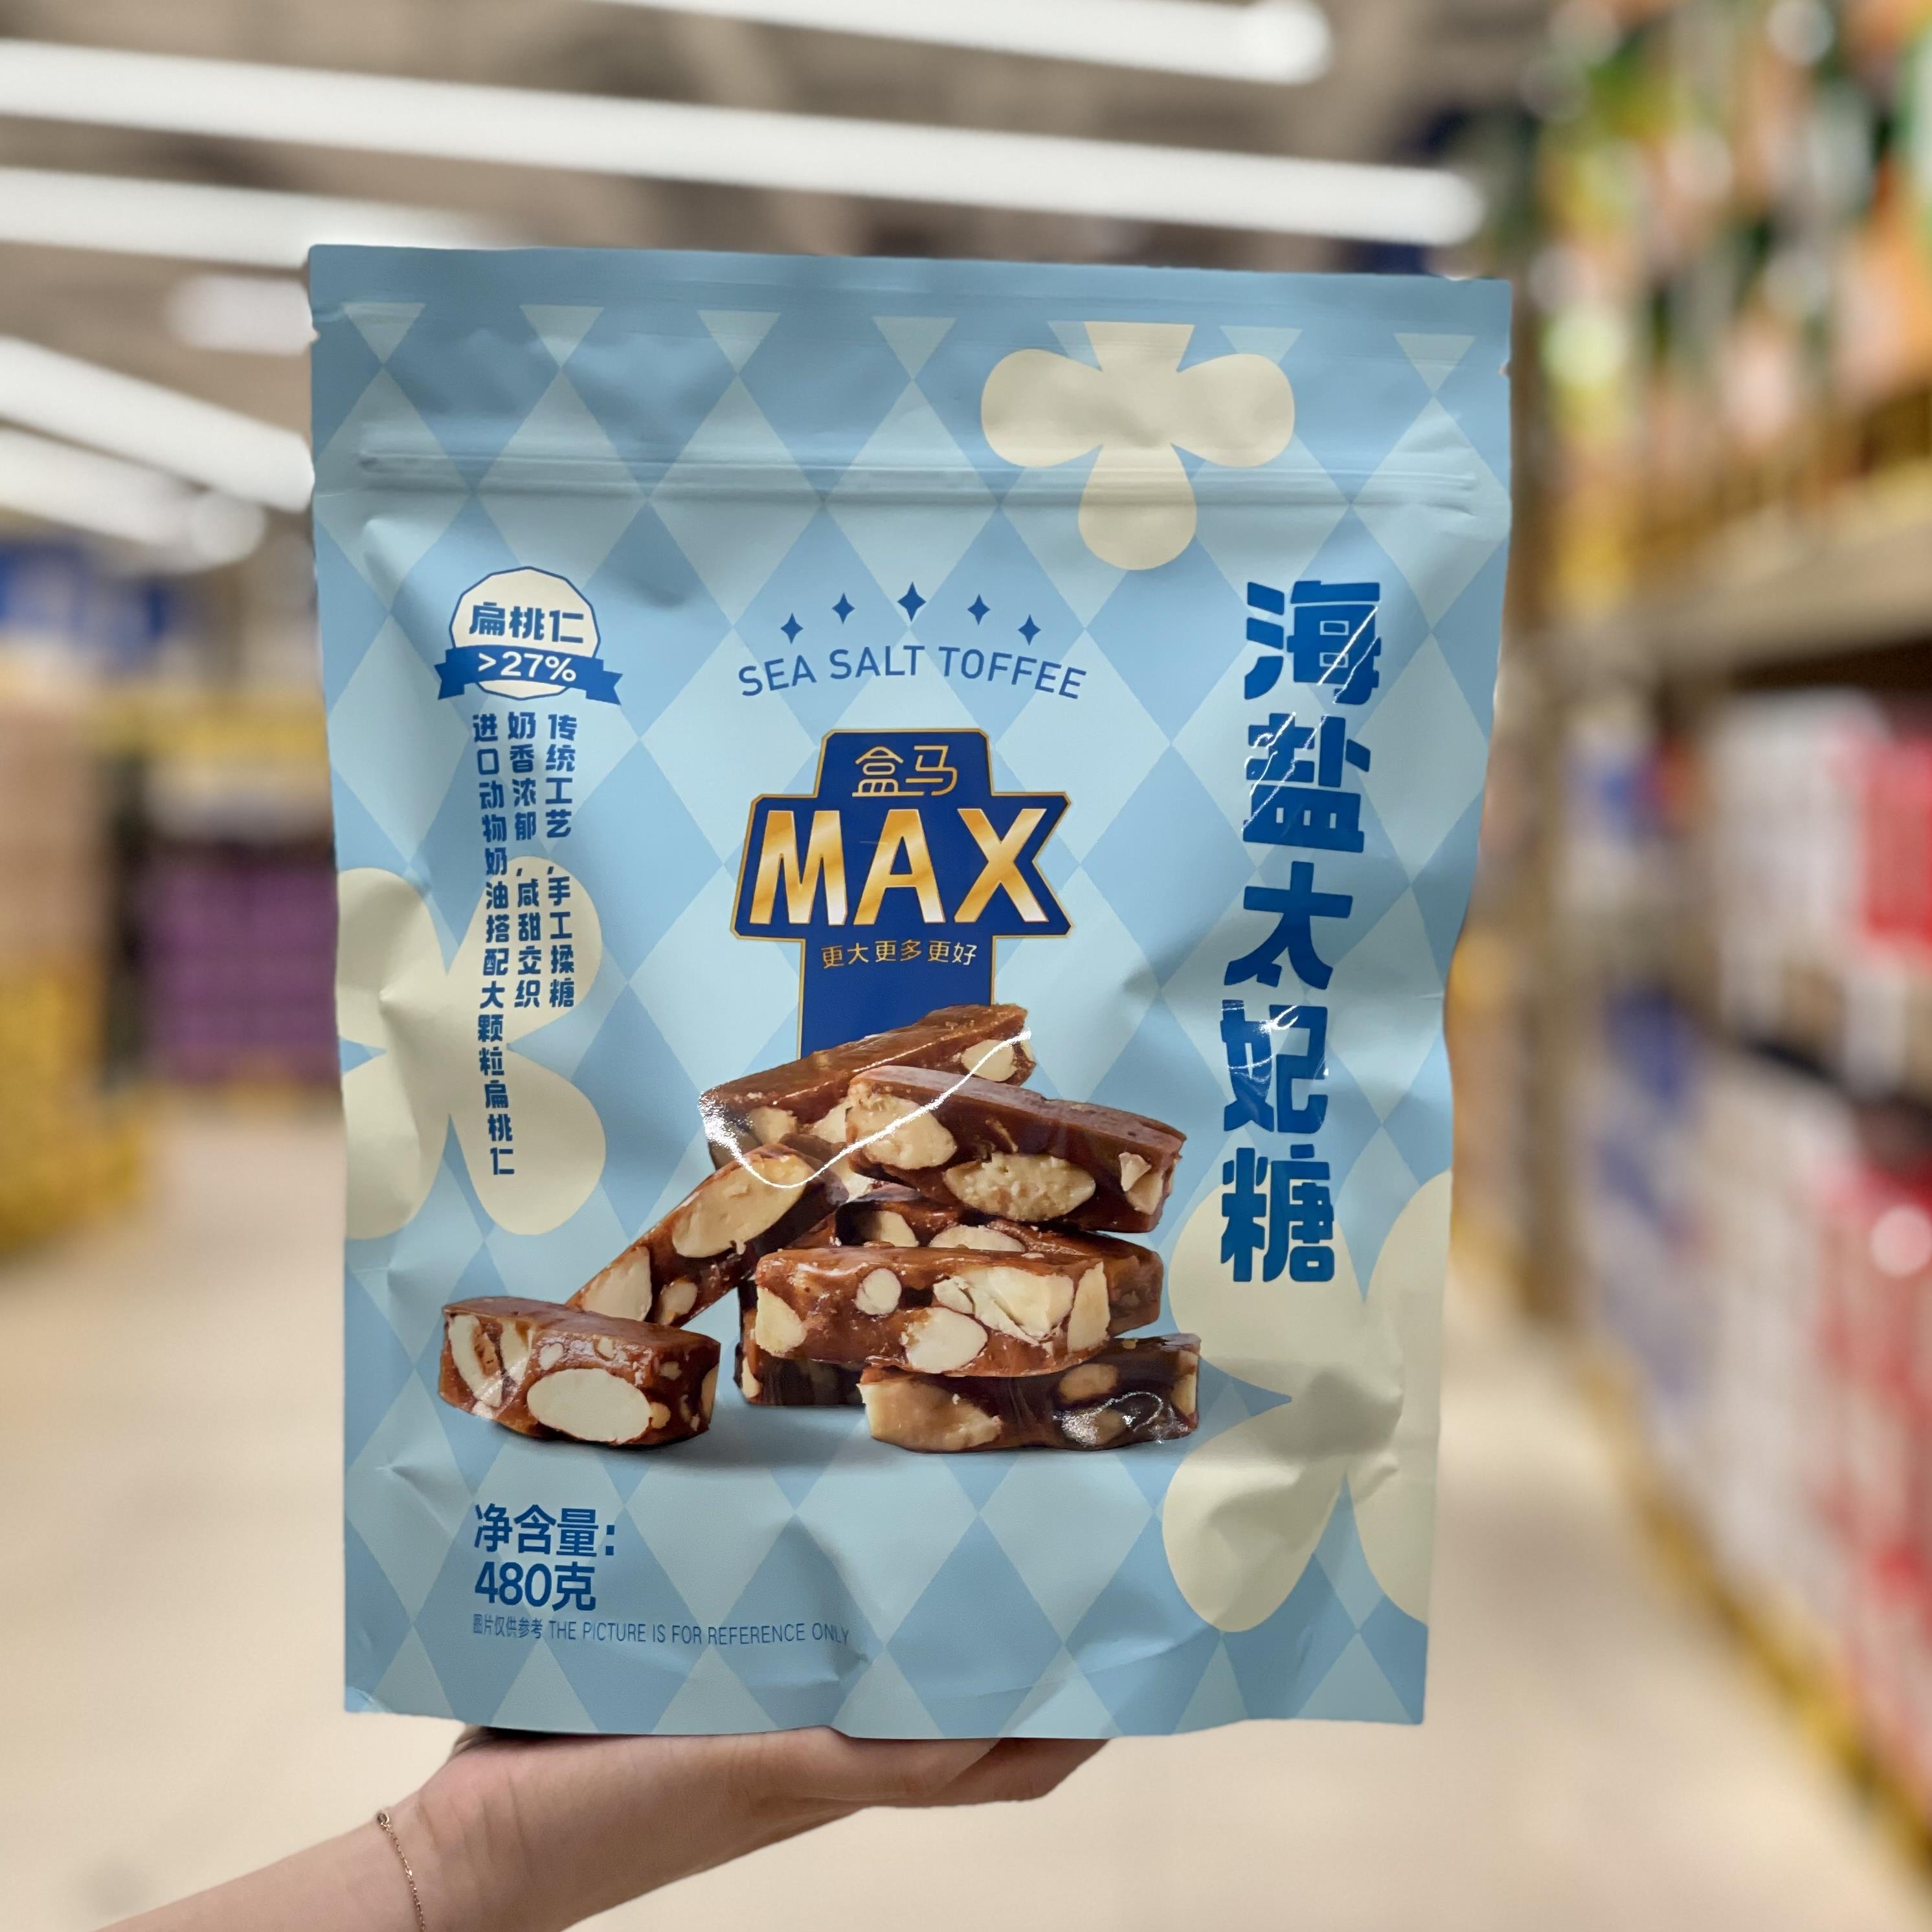 扁桃仁
>27%
传统工艺,手工揉糖
奶香浓郁,咸甜交织
进口动物奶油搭配大颗粒扁桃仁
SEA SALT TOFFEE
盒马
MAX
更大更多更好
海盐太妃糖
净含量:
480克
图片仅供参考 THE PICTURE IS FOR REFERENCE ONLY